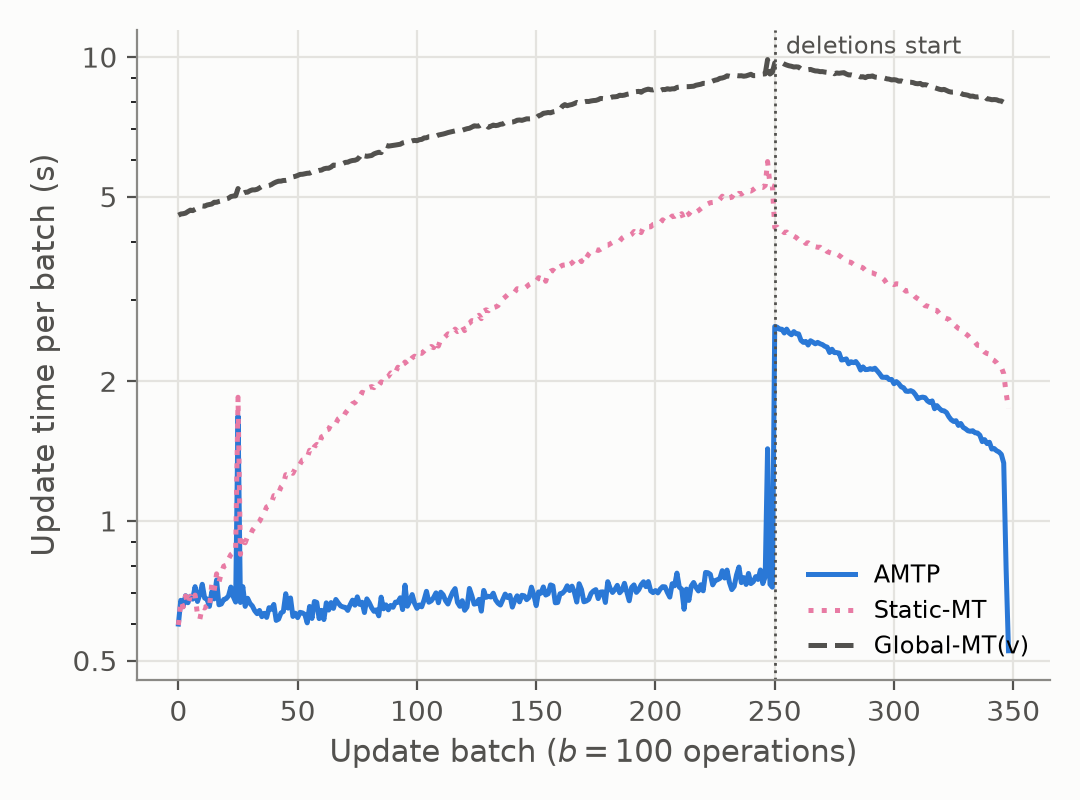 deletions start
10
5
2
1
0.5
Update time per batch (s)
AMTP
Static-MT
Global-MT(v)
0 50 100 150 200 250 300 350
Update batch (b = 100 operations)